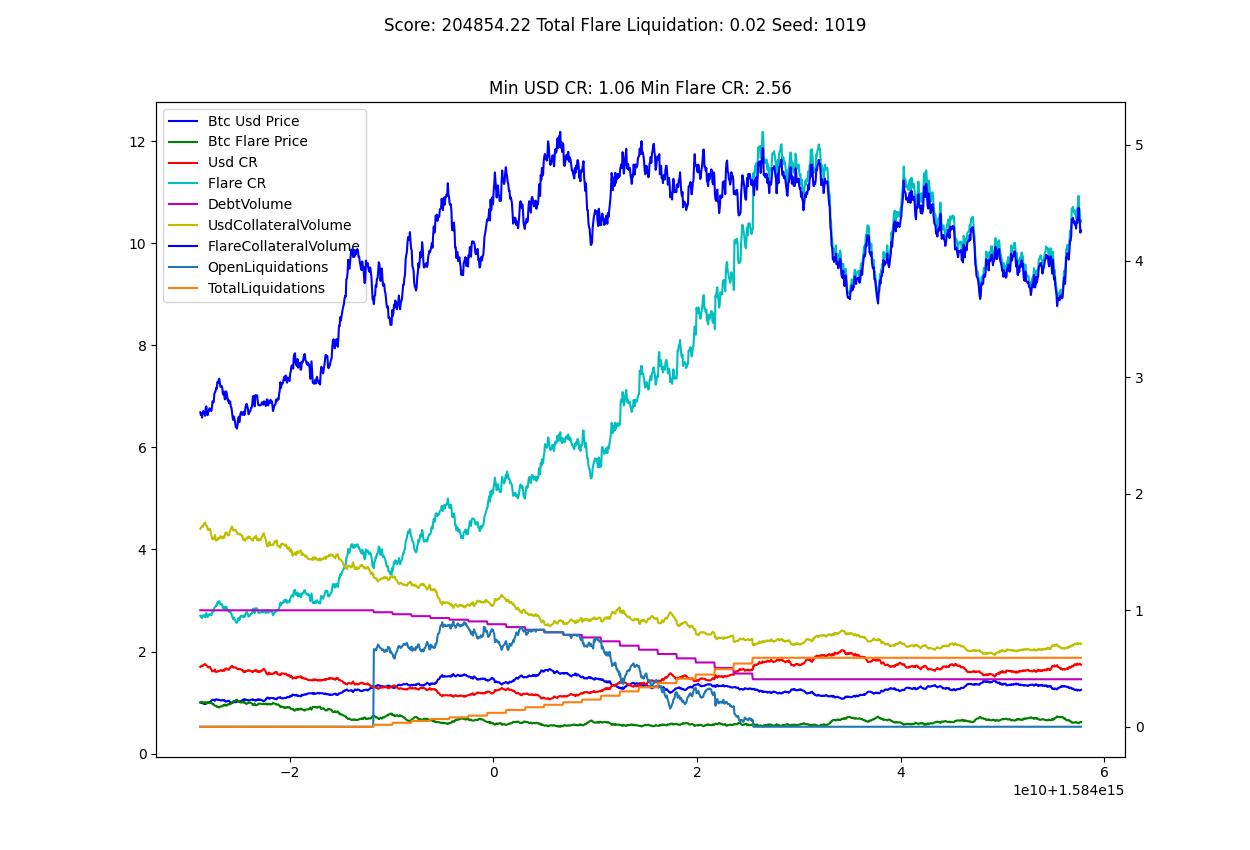 Score: 204854.22 Total Flare Liquidation: 0.02 Seed: 1019
Min USD CR: 1.06 Min Flare CR: 2.56
Btc Usd Price
Btc Flare Price
Usd CR
Flare CR
DebtVolume
UsdCollateralVolume
FlareCollateralVolume
OpenLiquidations
TotalLiquidations
12
10
8
6
4
2
0
5
4
3
2
1
0
−2 0 2 4 6
1e10+1.584e15